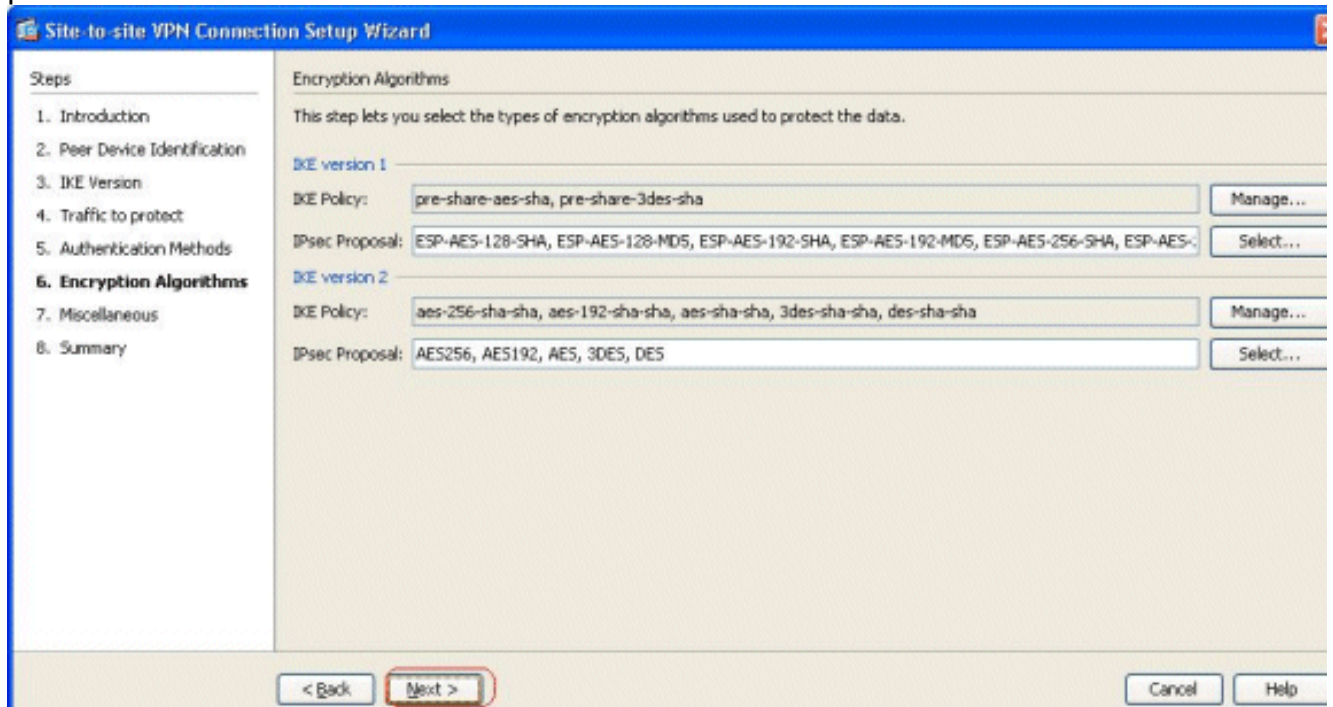 Site-to-site VPN Connection Setup Wizard
Steps
1. Introduction
2. Peer Device Identification
3. IKE Version
4. Traffic to protect
5. Authentication Methods
6. Encryption Algorithms
7. Miscellaneous
8. Summary
Encryption Algorithms
This step lets you select the types of encryption algorithms used to protect the data.
IKE version 1
IKE Policy: pre-share-aes-sha, pre-share-3des-sha Manage...
IPsec Proposal: ESP-AES-128-SHA, ESP-AES-128-MD5, ESP-AES-192-SHA, ESP-AES-192-MD5, ESP-AES-256-SHA, ESP-AES- Select...
IKE version 2
IKE Policy: aes-256-sha-sha, aes-192-sha-sha, aes-sha-sha, 3des-sha-sha, des-sha-sha Manage...
IPsec Proposal: AES256, AES192, AES, 3DES, DES Select...
< Back Next > Cancel Help